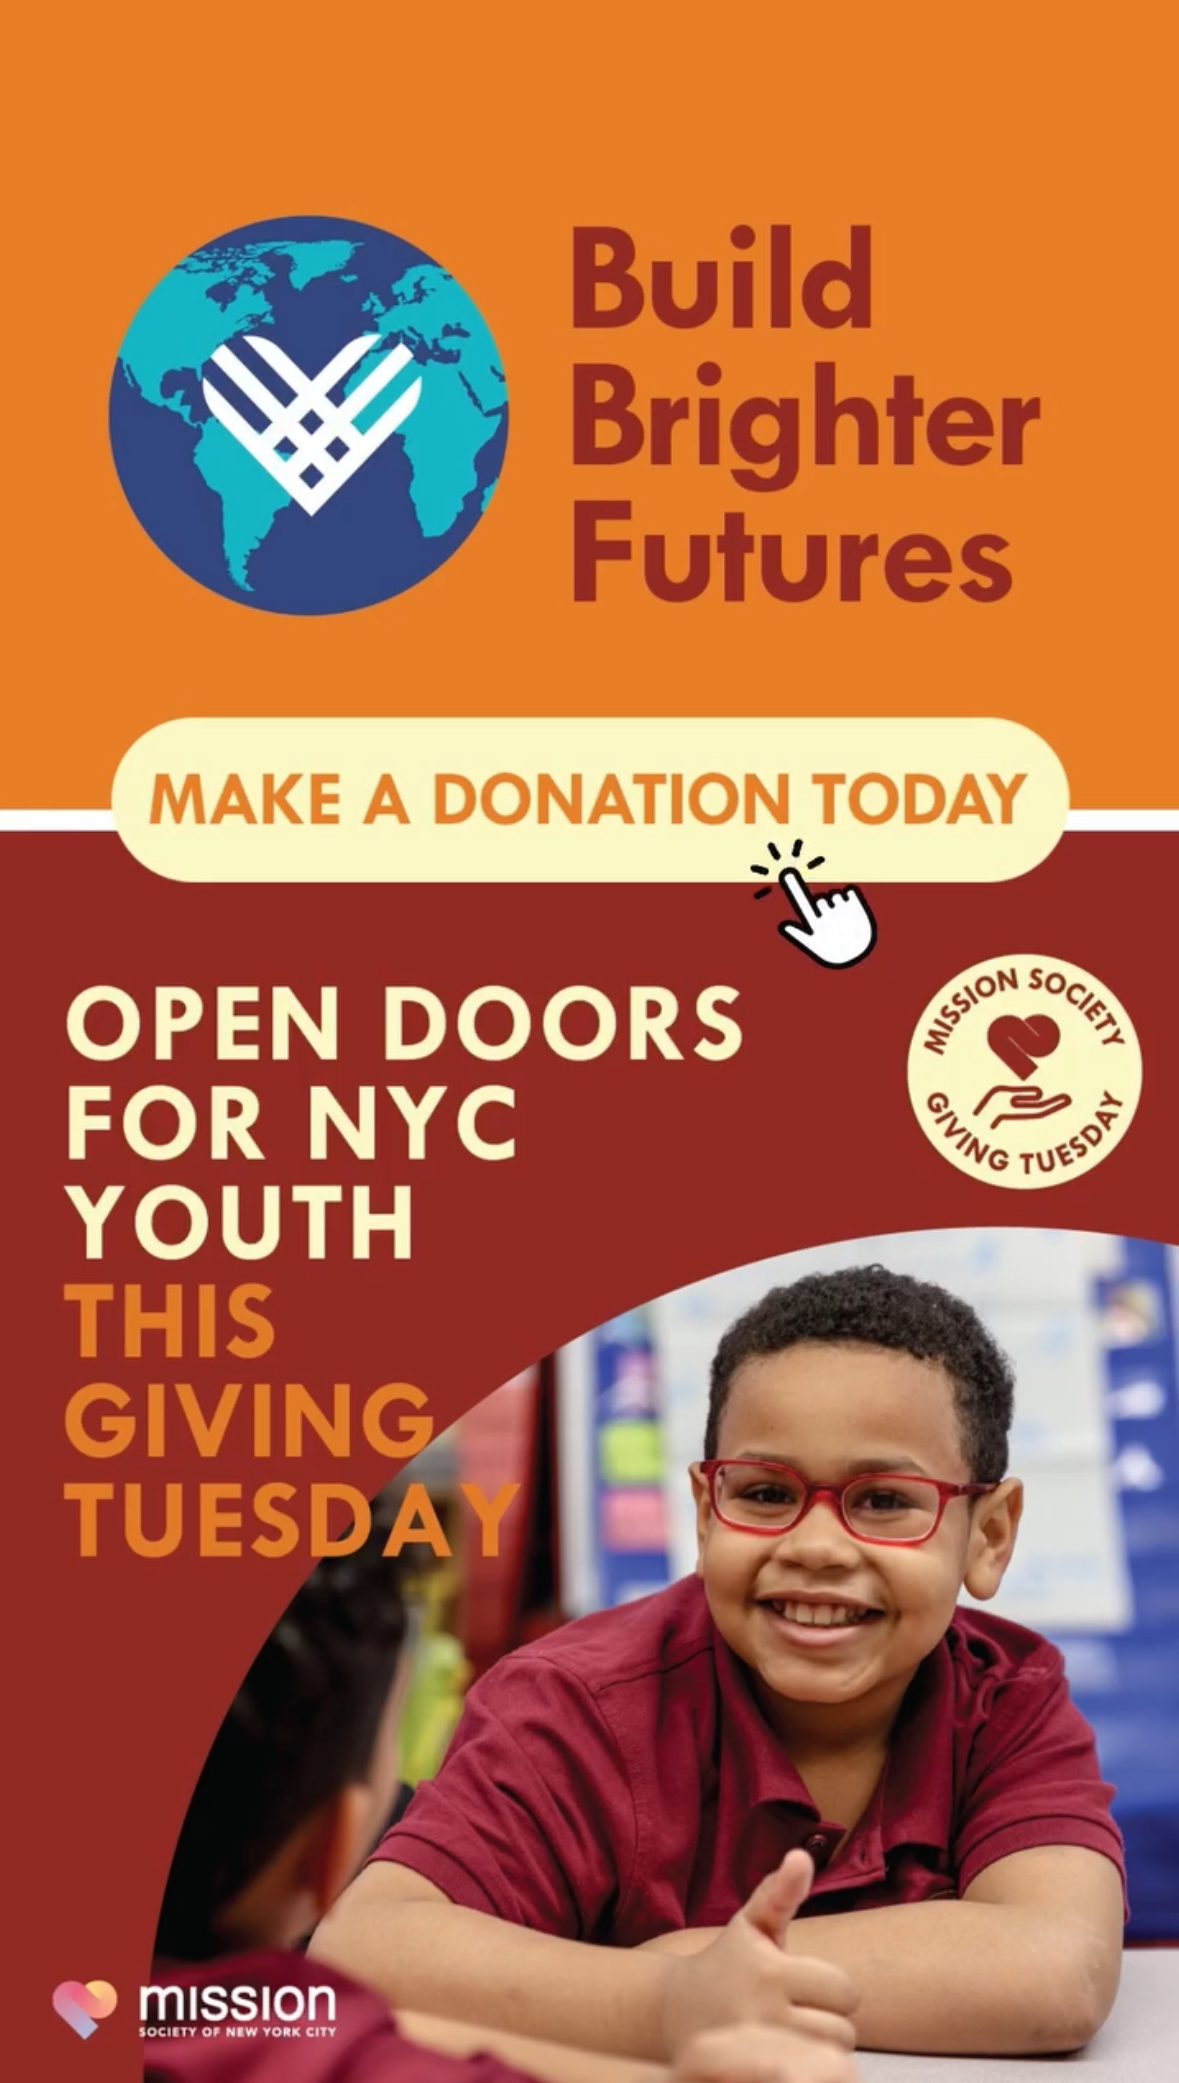 Build
Brighter
Futures
MAKE A DONATION TODAY
OPEN DOORS
FOR NYC
YOUTH
THIS
GIVING
TUESDAY
MISSION SOCIETY
GIVING TUESDAY
mission
SOCIETY OF NEW YORK CITY